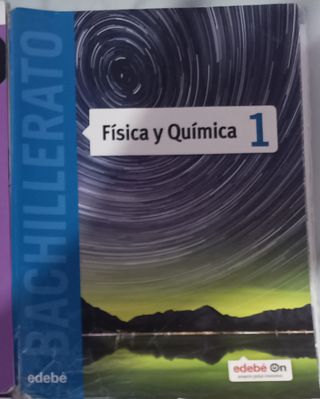 BACHILLERATO
Física y Química 1
edebé On
edebé